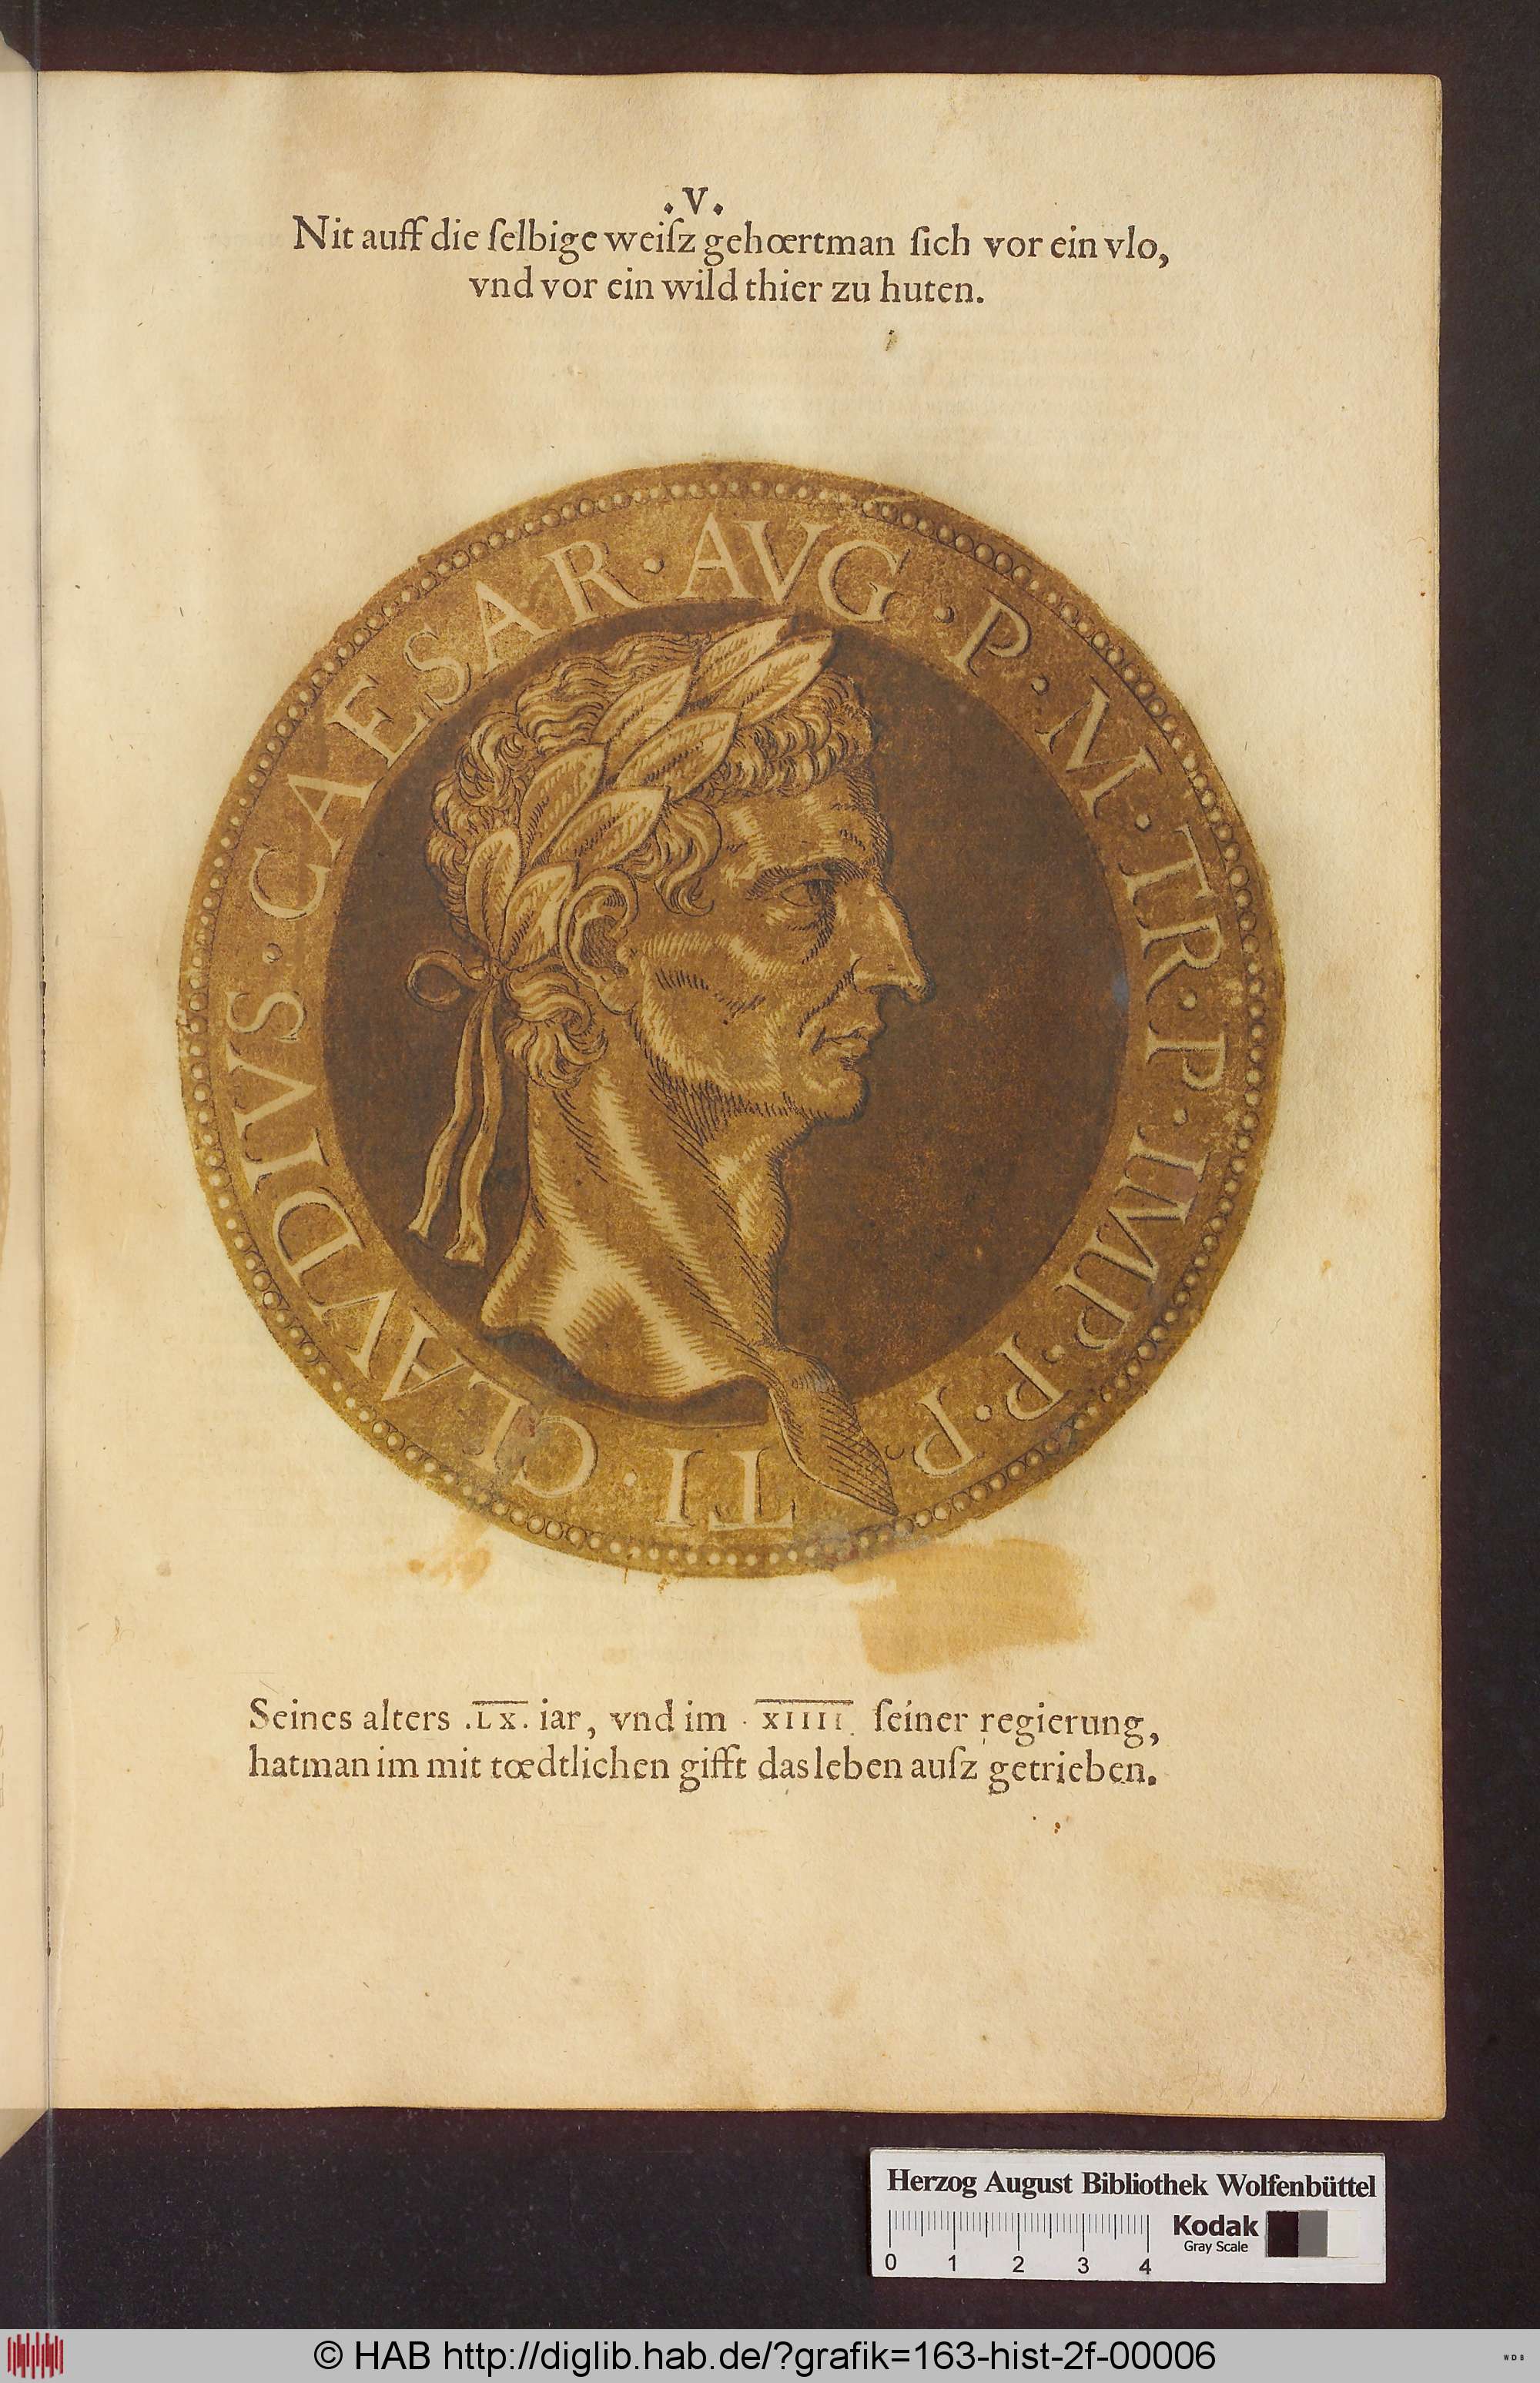 .V.
Nit auff die ſelbige weiſz gehœrtman ſich vor ein vlo,
vnd vor ein wild thier zu huten.
TI · CLAVDIVS · CAESAR · AVG · P · M · TR · P · IMP · P · P
Seines alters .LX. iar, vnd im · XIIII. ſeiner regierung,
hatman im mit tœdtlichen gifft das leben auſz getrieben.
Herzog August Bibliothek Wolfenbüttel
Kodak
Gray Scale
0 1 2 3 4
© HAB http://diglib.hab.de/?grafik=163-hist-2f-00006
WDB